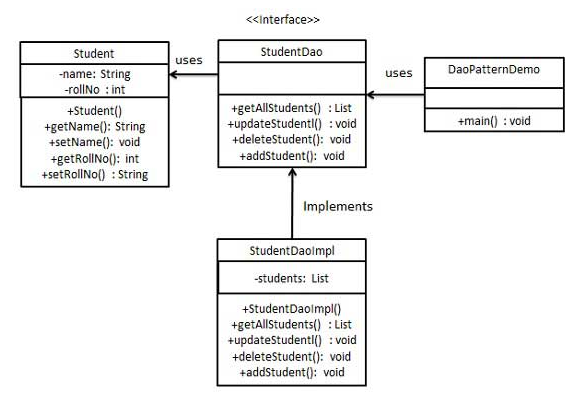 <<Interface>>
Student
-name: String
-rollNo : int
+Student()
+getName(): String
+setName(): void
+getRollNo(): int
+setRollNo() : String
uses
StudentDao
+getAllStudents() : List
+updateStudentl() : void
+deleteStudent(): void
+addStudent(): void
uses
DaoPatternDemo
+main() : void
Implements
StudentDaoImpl
-students: List
+StudentDaoImpl()
+getAllStudents() : List
+updateStudentl() : void
+deleteStudent(): void
+addStudent(): void